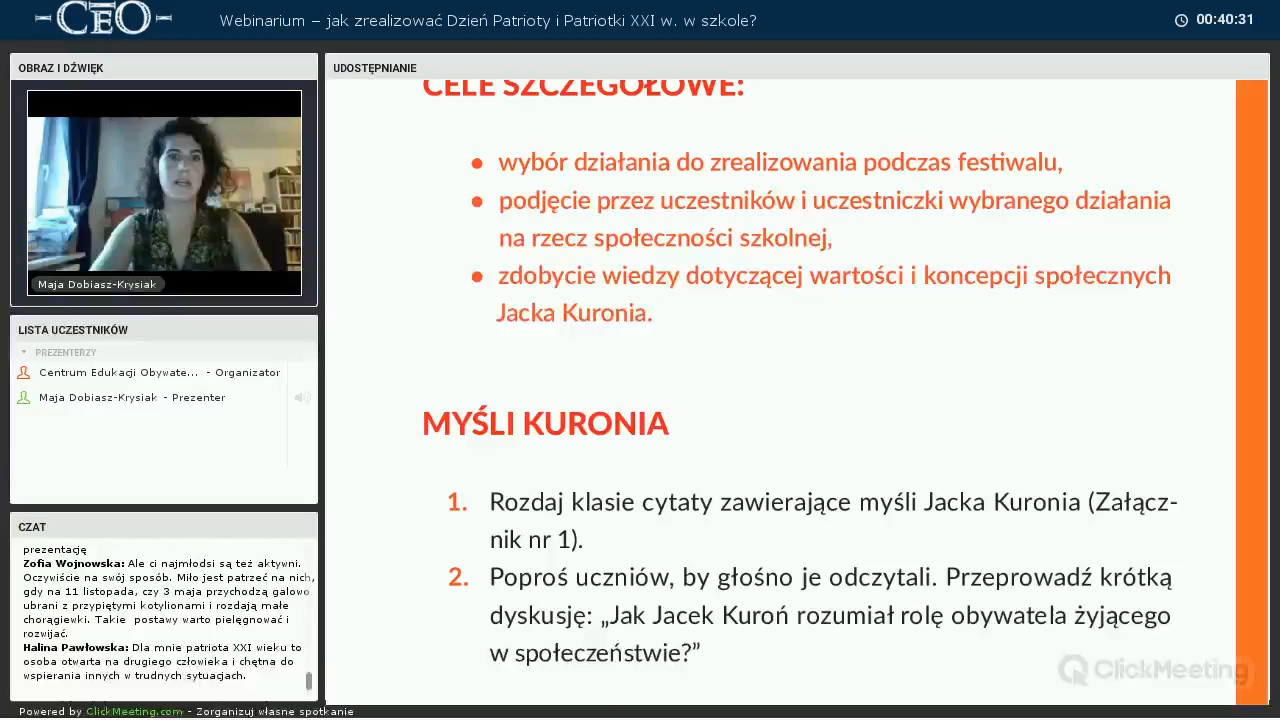 CEO
Webinarium – jak zrealizować Dzień Patrioty i Patriotki XXI w. w szkole?
00:40:31
OBRAZ I DŹWIĘK
Maja Dobiasz-Krysiak
LISTA UCZESTNIKÓW
PREZENTERZY
Centrum Edukacji Obywate... - Organizator
Maja Dobiasz-Krysiak - Prezenter
CZAT
prezentację
Zofia Wojnowska: Ale ci najmłodsi są też aktywni.
Oczywiście na swój sposób. Miło jest patrzeć na nich,
gdy na 11 listopada, czy 3 maja przychodzą galowo
ubrani z przypiętymi kotylionami i rozdają małe
chorągiewki. Takie postawy warto pielęgnować i
rozwijać.
Halina Pawłowska: Dla mnie patriota XXI wieku to
osoba otwarta na drugiego człowieka i chętna do
wspierania innych w trudnych sytuacjach.
Powered by ClickMeeting.com - Zorganizuj własne spotkanie
UDOSTĘPNIANIE
CELE SZCZEGÓŁOWE:
• wybór działania do zrealizowania podczas festiwalu,
• podjęcie przez uczestników i uczestniczki wybranego działania
na rzecz społeczności szkolnej,
• zdobycie wiedzy dotyczącej wartości i koncepcji społecznych
Jacka Kuronia.
MYŚLI KURONIA
1. Rozdaj klasie cytaty zawierające myśli Jacka Kuronia (Załącz-
nik nr 1).
2. Poproś uczniów, by głośno je odczytali. Przeprowadź krótką
dyskusję: „Jak Jacek Kuroń rozumiał rolę obywatela żyjącego
w społeczeństwie?”
ClickMeeting